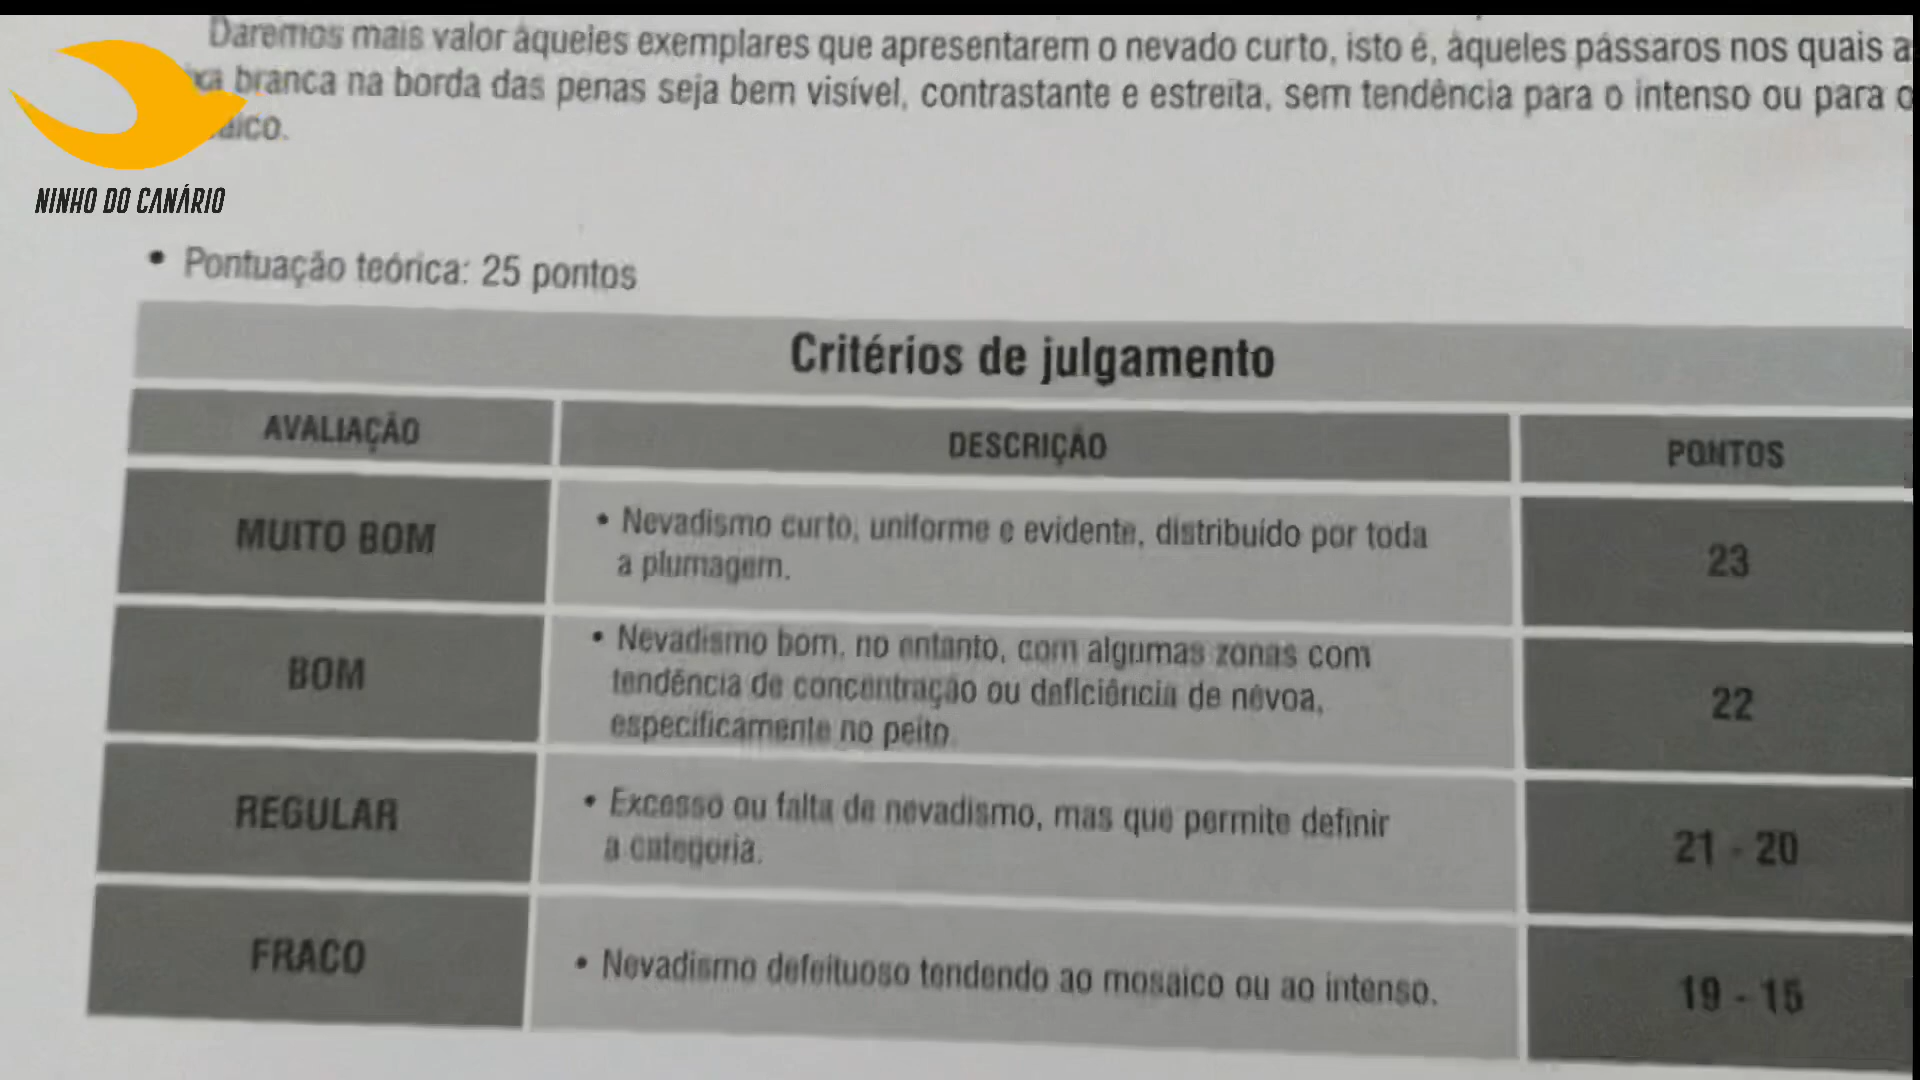 Daremos mais valor àqueles exemplares que apresentarem o nevado curto, isto é, àqueles pássaros nos quais a
branca na borda das penas seja bem visível, contrastante e estreita, sem tendência para o intenso ou para o
NINHO DO CANÁRIO
• Pontuação teórica: 25 pontos
Critérios de julgamento
AVALIAÇÃO
DESCRIÇÃO
PONTOS
MUITO BOM
• Nevadismo curto, uniforme e evidente, distribuído por toda
a plumagem.
23
BOM
• Nevadismo bom, no entanto, com algumas zonas com
tendência de concentração ou deficiência de névoa,
especificamente no peito.
22
REGULAR
• Excesso ou falta de nevadismo, mas que permite definir
a categoria.
21 - 20
FRACO
• Nevadismo defeituoso tendendo ao mosaico ou ao intenso.
19 - 15